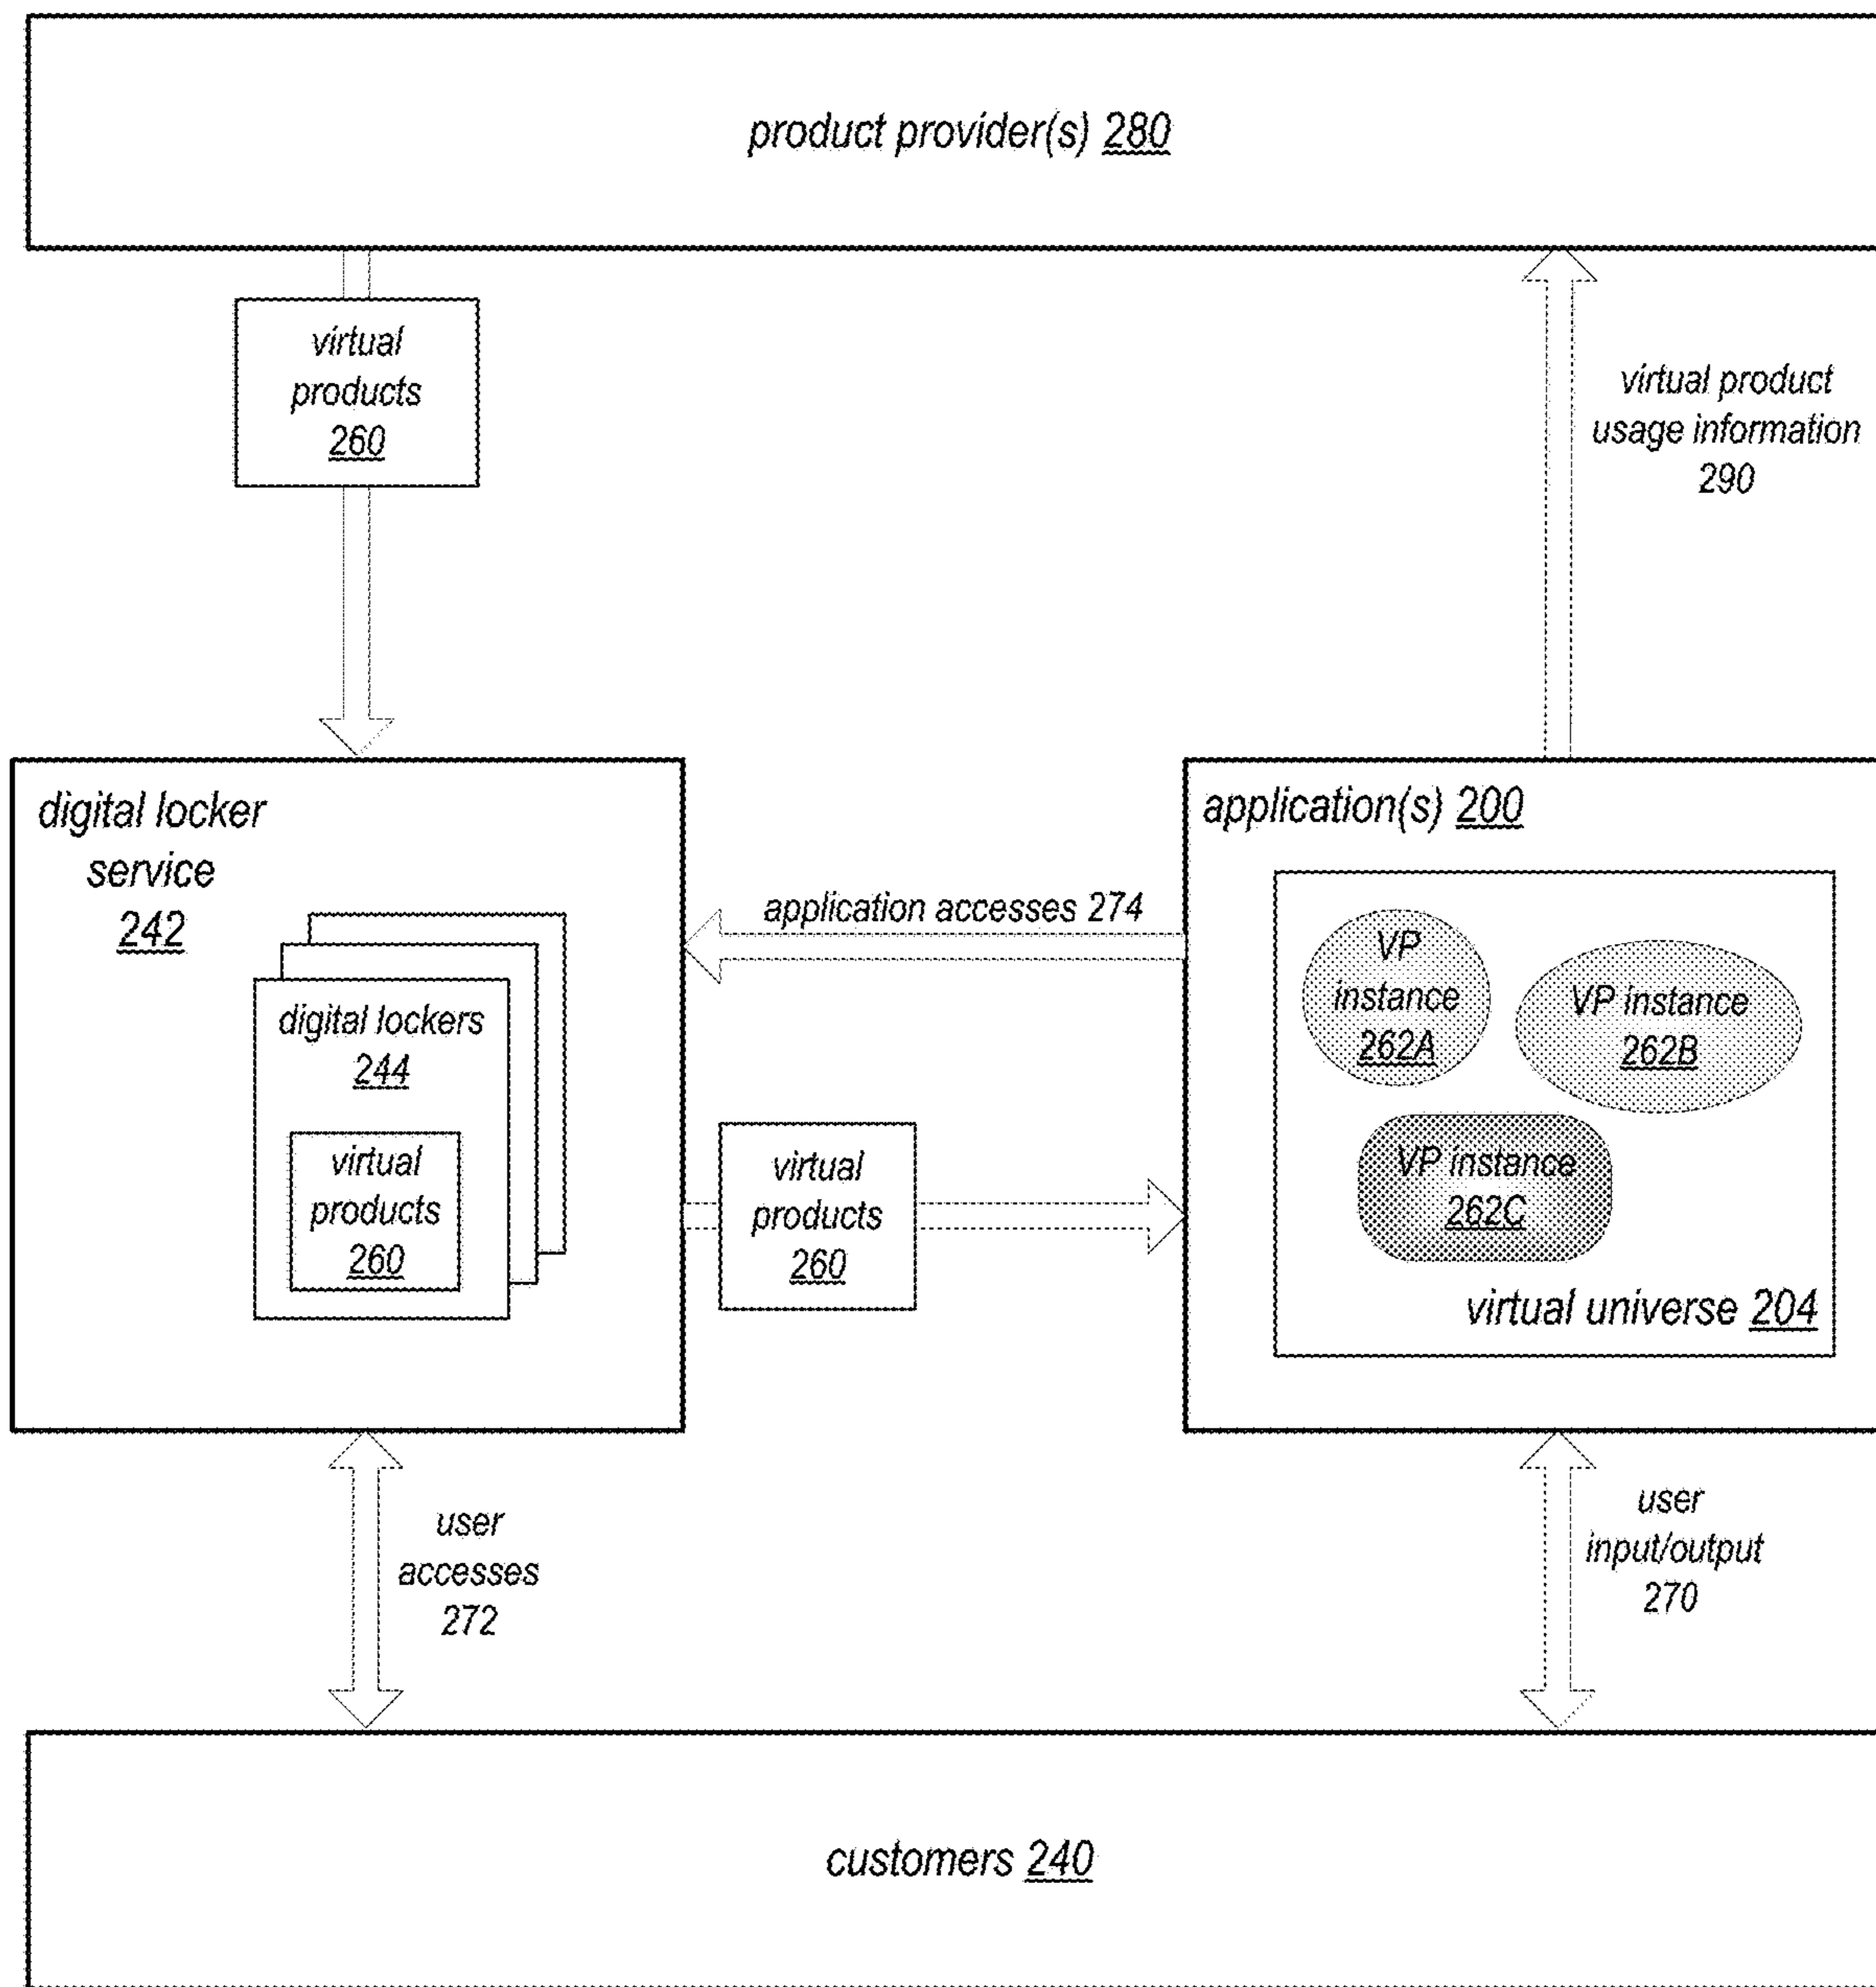 product provider(s) 280
virtual
products
260
virtual product
usage information
290
digital locker
service
242
digital lockers
244
virtual
products
260
application accesses 274
virtual
products
260
application(s) 200
VP
instance
262A
VP instance
262B
VP instance
262C
virtual universe 204
user
accesses
272
user
input/output
270
customers 240